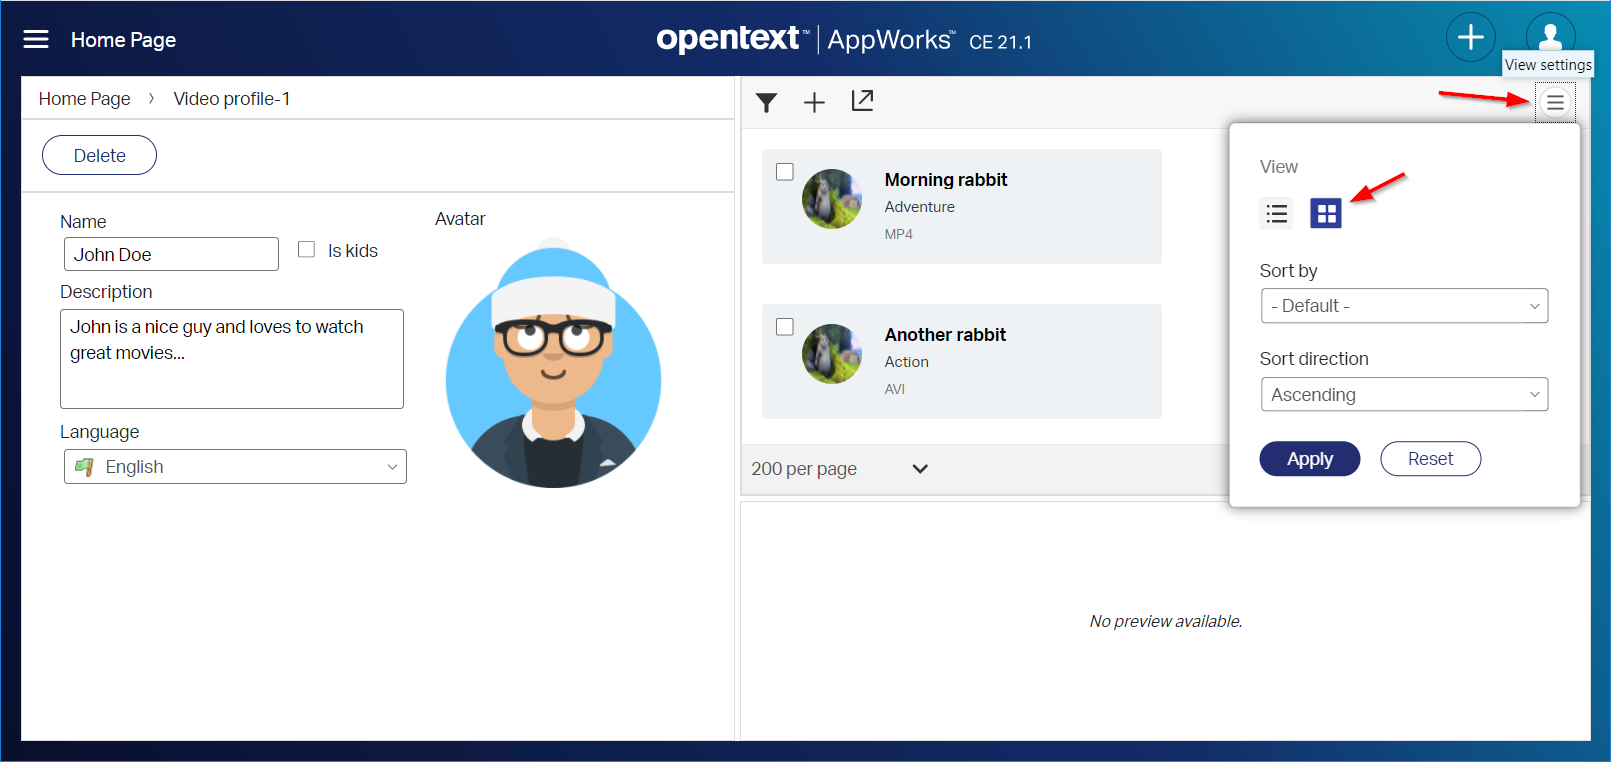 Home Page
opentext™ | AppWorks™ CE 21.1
View settings
Home Page › Video profile-1
Delete
Name
John Doe
Is kids
Description
John is a nice guy and loves to watch
great movies...
Language
English
Avatar
Morning rabbit
Adventure
MP4
Another rabbit
Action
AVI
200 per page
View
Sort by
- Default -
Sort direction
Ascending
Apply
Reset
No preview available.